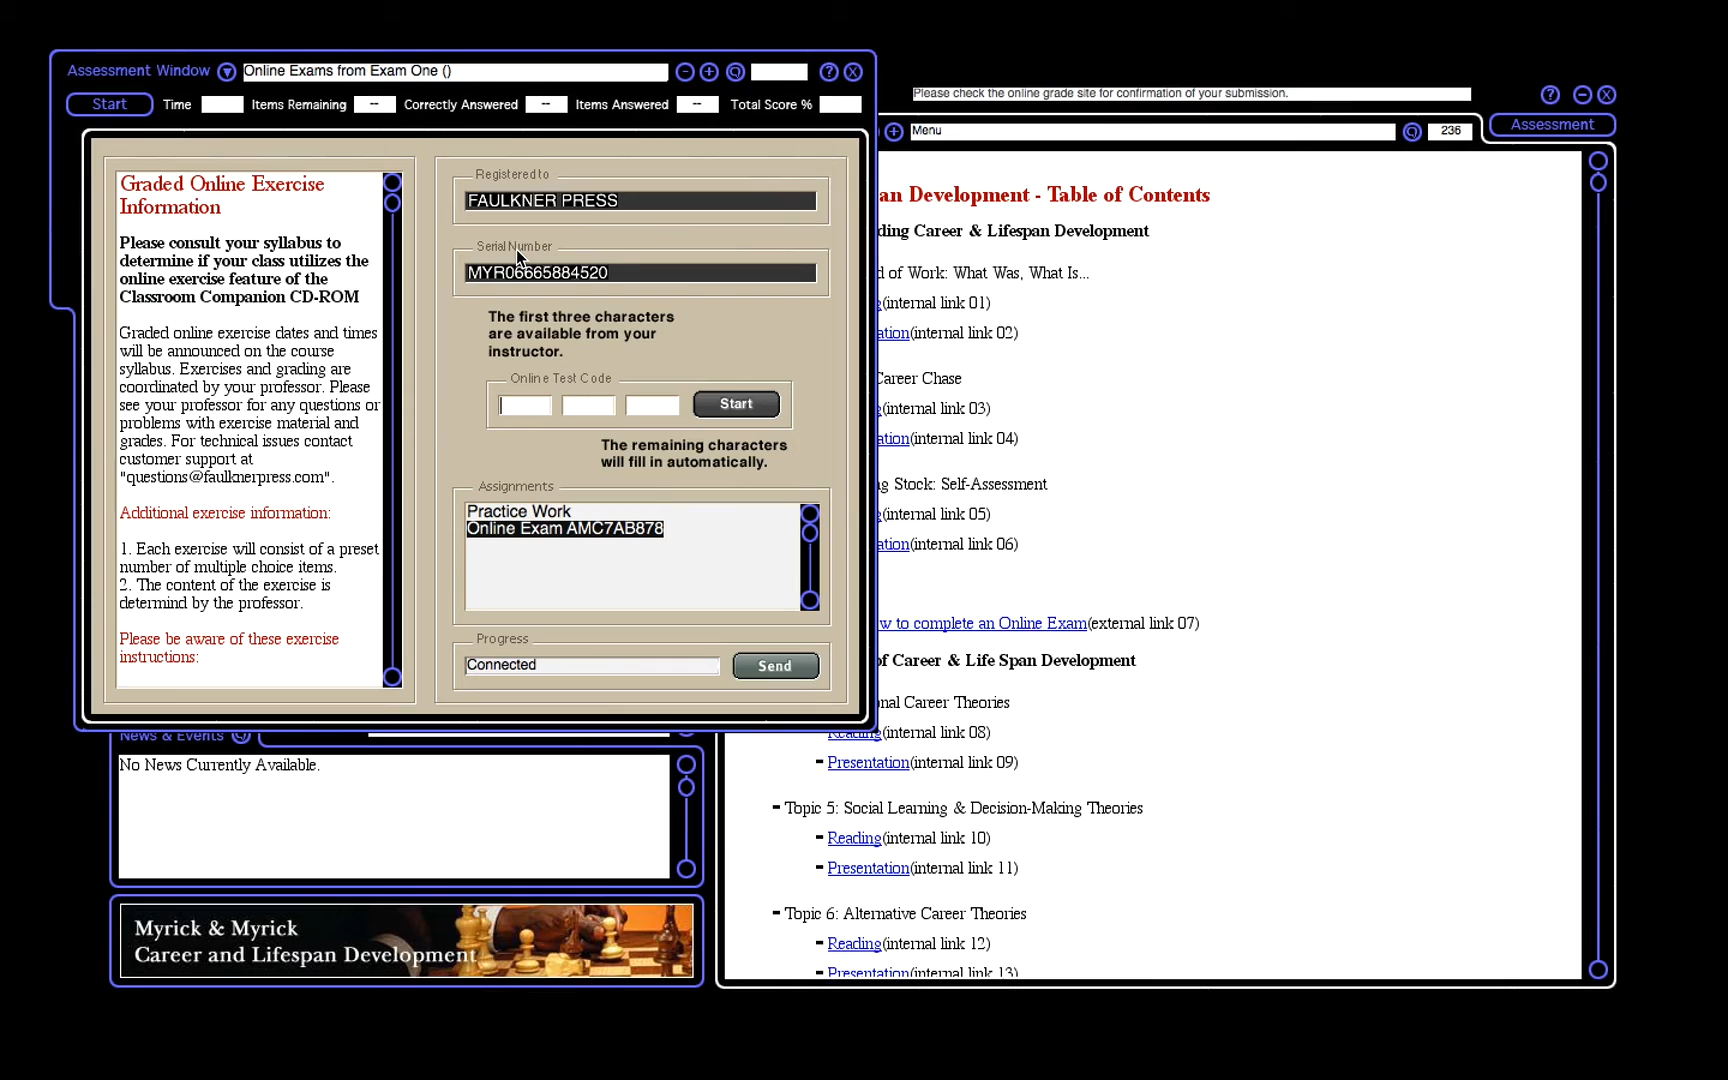 Assessment Window
Online Exams from Exam One ()
Start
Time
Items Remaining
--
Correctly Answered
--
Items Answered
--
Total Score %
Graded Online Exercise
Information
Please consult your syllabus to
determine if your class utilizes the
online exercise feature of the
Classroom Companion CD-ROM
Graded online exercise dates and times
will be announced on the course
syllabus. Exercises and grading are
coordinated by your professor. Please
see your professor for any questions or
problems with exercise material and
grades. For technical issues contact
customer support at
"questions@faulknerpress.com".
Additional exercise information:
1. Each exercise will consist of a preset
number of multiple choice items.
2. The content of the exercise is
determind by the professor.
Please be aware of these exercise
instructions:
Registered to
FAULKNER PRESS
Serial Number
MYR06665884520
The first three characters
are available from your
instructor.
Online Test Code
Start
The remaining characters
will fill in automatically.
Assignments
Practice Work
Online Exam AMC7AB878
Progress
Connected
Send
Please check the online grade site for confirmation of your submission.
Menu
236
Assessment
an Development - Table of Contents
ding Career & Lifespan Development
d of Work: What Was, What Is...
g(internal link 01)
ation(internal link 02)
Career Chase
g(internal link 03)
ation(internal link 04)
ng Stock: Self-Assessment
g(internal link 05)
ation(internal link 06)
w to complete an Online Exam(external link 07)
of Career & Life Span Development
nal Career Theories
Reading(internal link 08)
Presentation(internal link 09)
Topic 5: Social Learning & Decision-Making Theories
Reading(internal link 10)
Presentation(internal link 11)
Topic 6: Alternative Career Theories
Reading(internal link 12)
Presentation(internal link 13)
News & Events
No News Currently Available.
Myrick & Myrick
Career and Lifespan Development